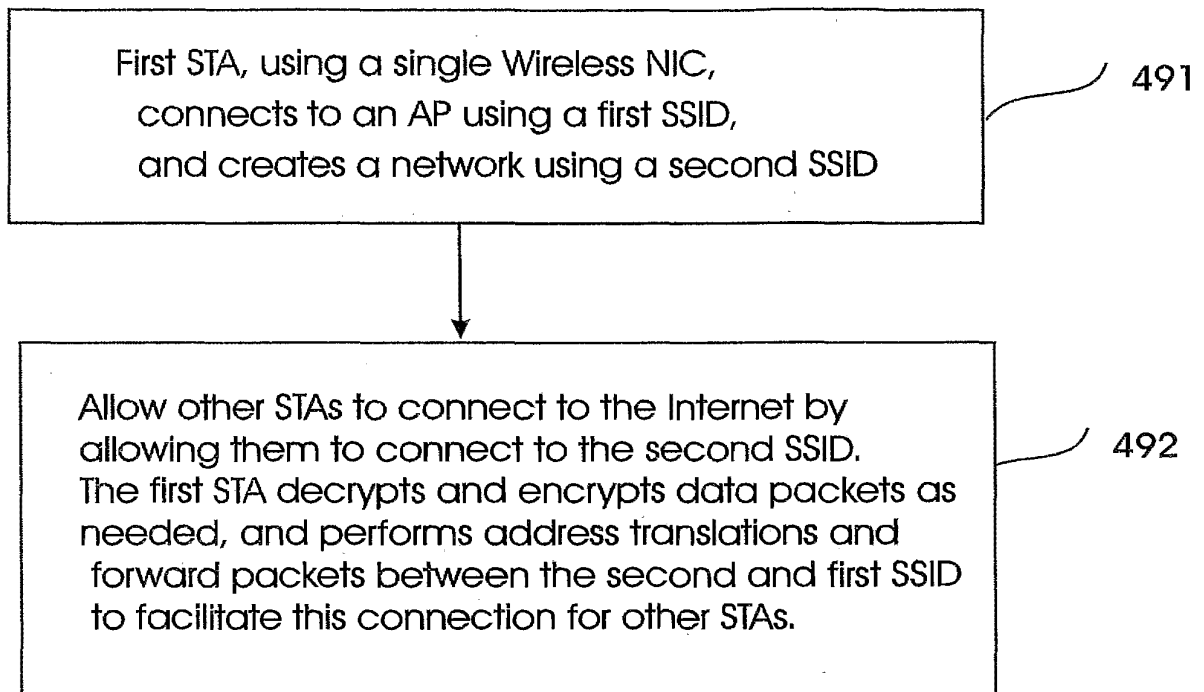 First STA, using a single Wireless NIC,
connects to an AP using a first SSID,
and creates a network using a second SSID
491
Allow other STAs to connect to the Internet by
allowing them to connect to the second SSID.
The first STA decrypts and encrypts data packets as
needed, and performs address translations and
forward packets between the second and first SSID
to facilitate this connection for other STAs.
492